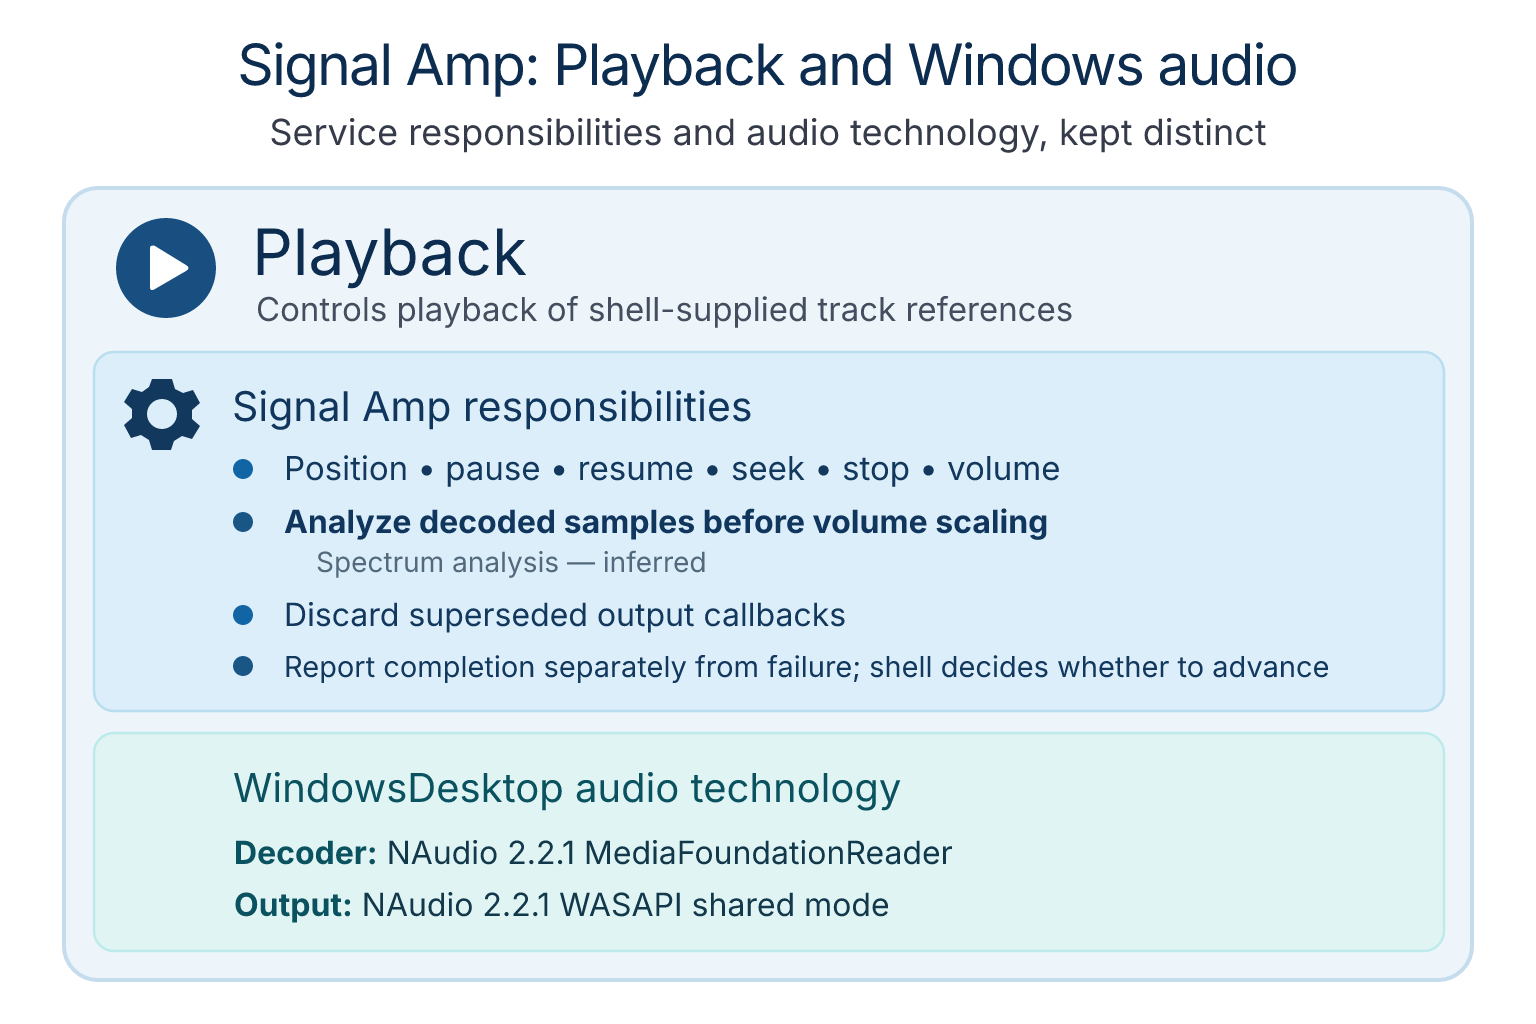 Signal Amp: Playback and Windows audio
Service responsibilities and audio technology, kept distinct
Playback
Controls playback of shell-supplied track references
Signal Amp responsibilities
Position • pause • resume • seek • stop • volume
Analyze decoded samples before volume scaling
Spectrum analysis — inferred
Discard superseded output callbacks
Report completion separately from failure; shell decides whether to advance
WindowsDesktop audio technology
Decoder: NAudio 2.2.1 MediaFoundationReader
Output: NAudio 2.2.1 WASAPI shared mode